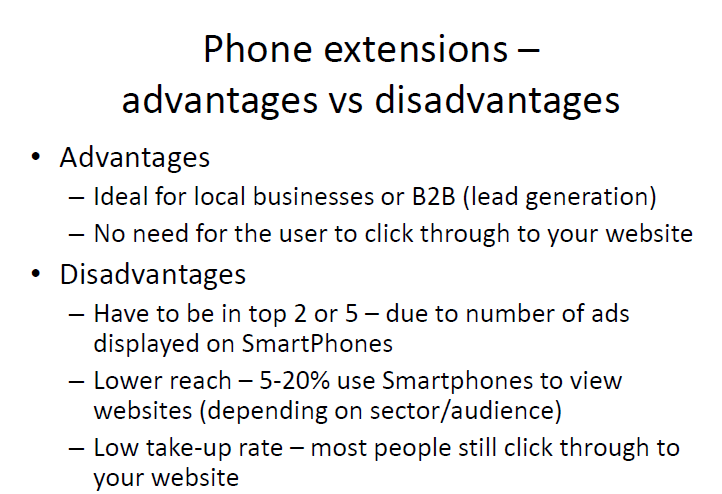 Phone extensions –
advantages vs disadvantages
• Advantages
– Ideal for local businesses or B2B (lead generation)
– No need for the user to click through to your website
• Disadvantages
– Have to be in top 2 or 5 – due to number of ads
displayed on SmartPhones
– Lower reach – 5-20% use Smartphones to view
websites (depending on sector/audience)
– Low take-up rate – most people still click through to
your website